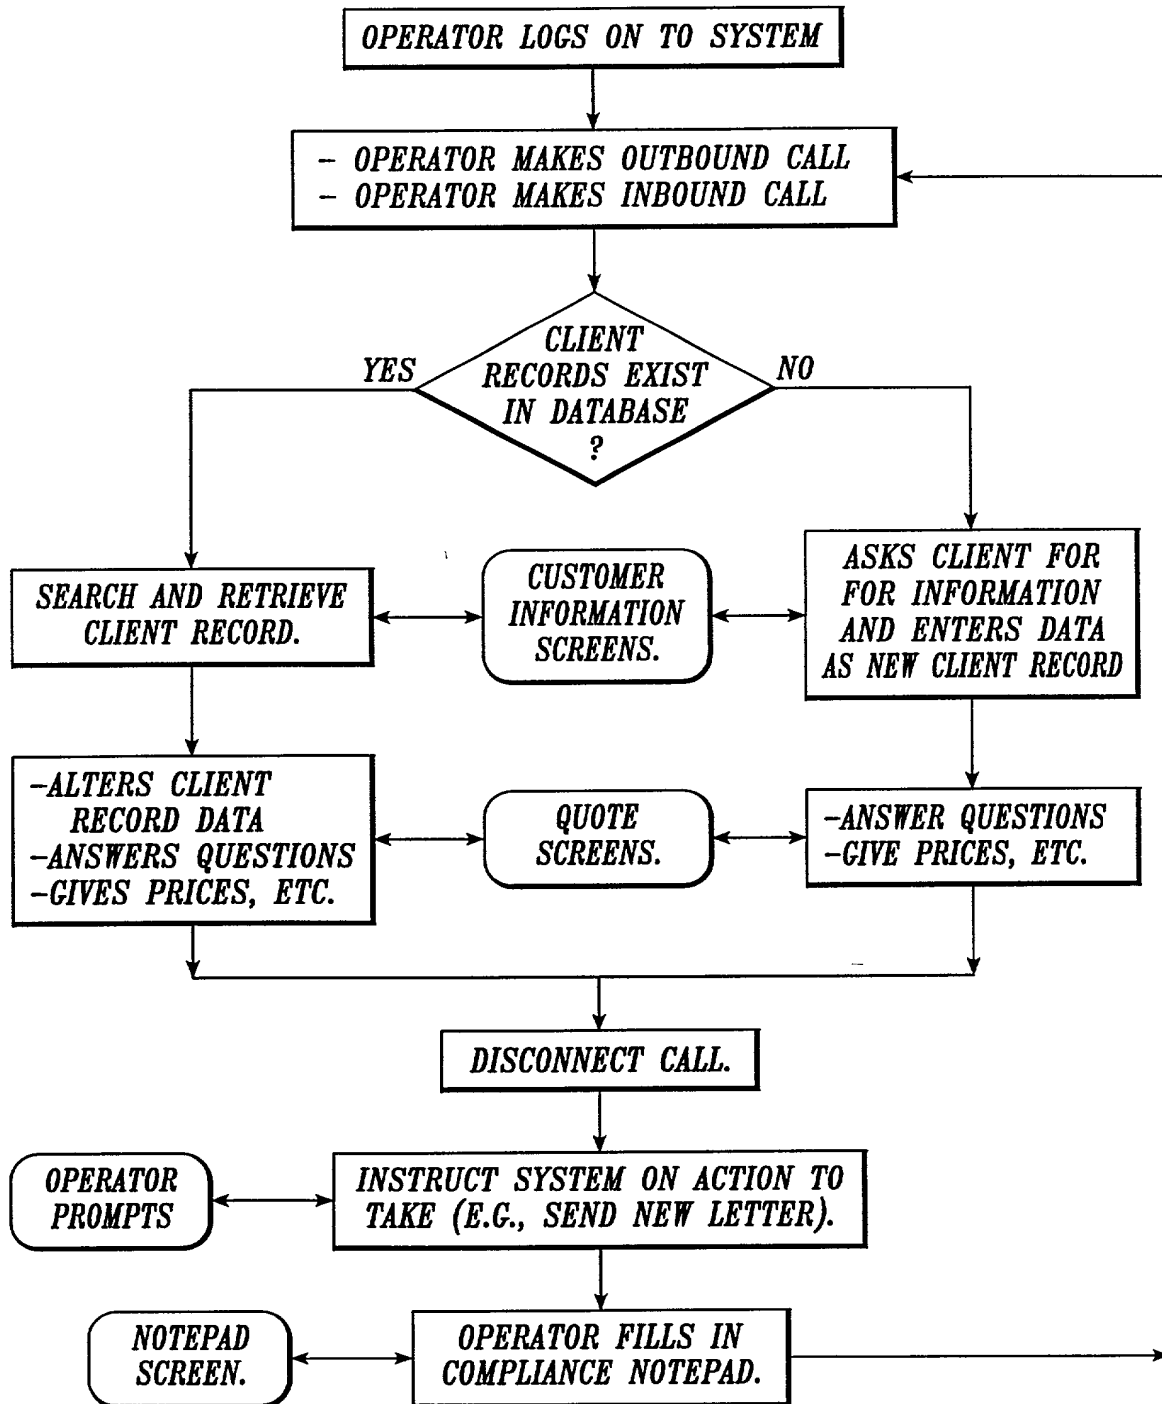 OPERATOR LOGS ON TO SYSTEM
- OPERATOR MAKES OUTBOUND CALL
- OPERATOR MAKES INBOUND CALL
CLIENT
RECORDS EXIST
IN DATABASE
?
YES
NO
SEARCH AND RETRIEVE
CLIENT RECORD.
CUSTOMER
INFORMATION
SCREENS.
ASKS CLIENT FOR
FOR INFORMATION
AND ENTERS DATA
AS NEW CLIENT RECORD
-ALTERS CLIENT
RECORD DATA
-ANSWERS QUESTIONS
-GIVES PRICES, ETC.
QUOTE
SCREENS.
-ANSWER QUESTIONS
-GIVE PRICES, ETC.
DISCONNECT CALL.
OPERATOR
PROMPTS
INSTRUCT SYSTEM ON ACTION TO
TAKE (E.G., SEND NEW LETTER).
NOTEPAD
SCREEN.
OPERATOR FILLS IN
COMPLIANCE NOTEPAD.